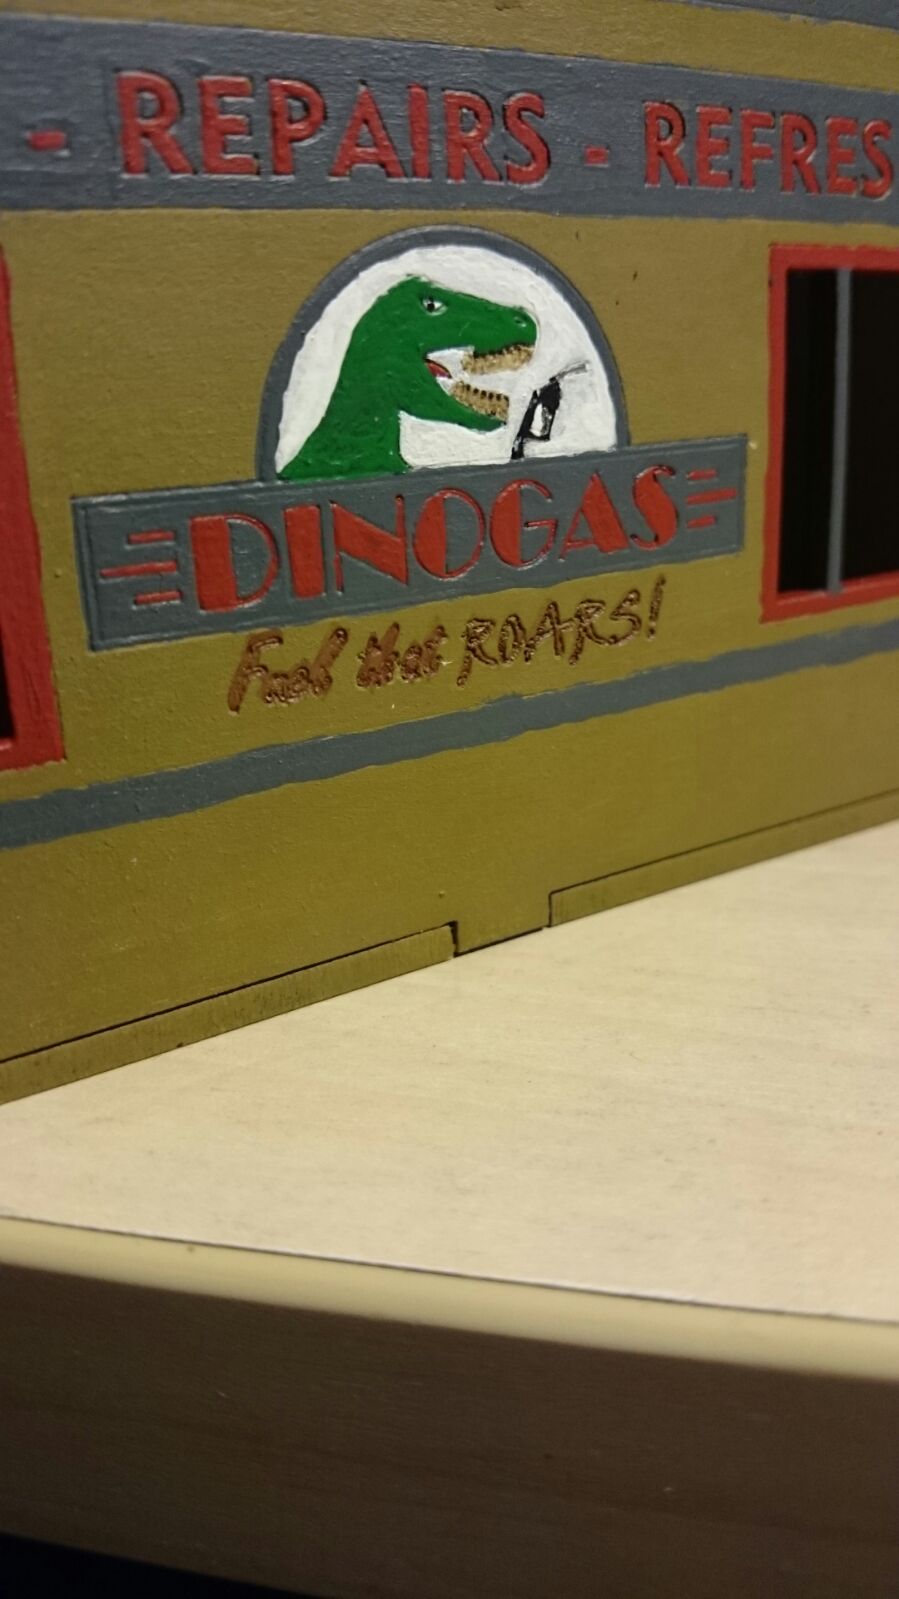 - REPAIRS - REFRES
DINOGAS
Fuel that ROARS!